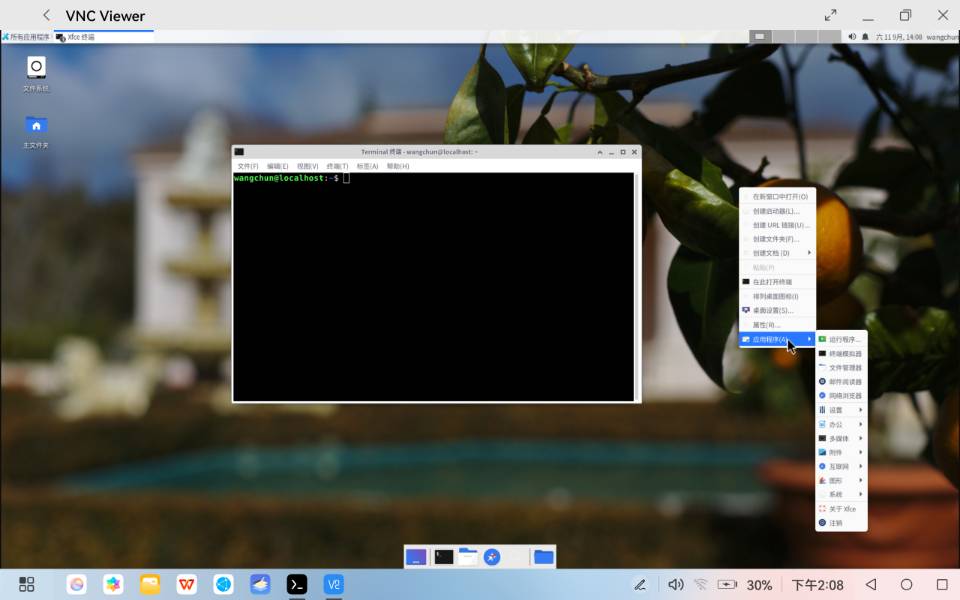 VNC Viewer
所有应用程序
Xfce 终端
六 11 9月, 14:08 wangchun
文件系统
主文件夹
Terminal 终端 - wangchun@localhost: ~
文件(F) 编辑(E) 视图(V) 终端(T) 标签(A) 帮助(H)
wangchun@localhost:~$
在新窗口中打开(O)
创建启动器(L)...
创建 URL 链接(U)...
创建文件夹(F)...
创建文档 (D)
粘贴(P)
在此打开终端
排列桌面图标(I)
桌面设置(S)...
属性(R)...
应用程序(A)
运行程序...
终端模拟器
文件管理器
邮件阅读器
网络浏览器
设置
办公
多媒体
附件
互联网
图形
系统
关于 Xfce
注销
30%
下午2:08